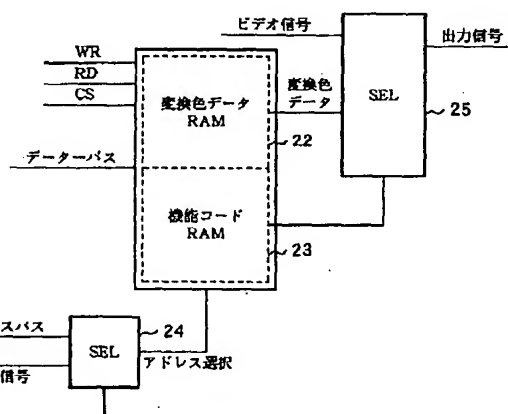 ビデオ信号
出力信号
WR
RD
CS
変換色データ
RAM
変換色
データ
SEL
25
22
データーバス
機能コード
RAM
23
スバス
24
SEL
信号
アドレス選択